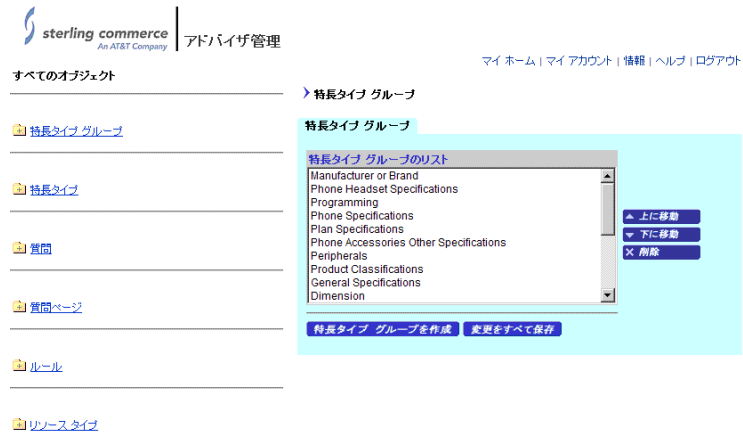 sterling commerce
An AT&T Company
アドバイザ管理
マイ ホーム | マイ アカウント | 情報 | ヘルプ | ログアウト
すべてのオブジェクト
特長タイプ グループ
特長タイプ
質問
質問ページ
ルール
リソース タイプ
特長タイプ グループ
特長タイプ グループ
特長タイプ グループのリスト
Manufacturer or Brand
Phone Headset Specifications
Programming
Phone Specifications
Plan Specifications
Phone Accessories Other Specifications
Peripherals
Product Classifications
General Specifications
Dimension
上に移動
下に移動
削除
特長タイプ グループを作成
変更をすべて保存